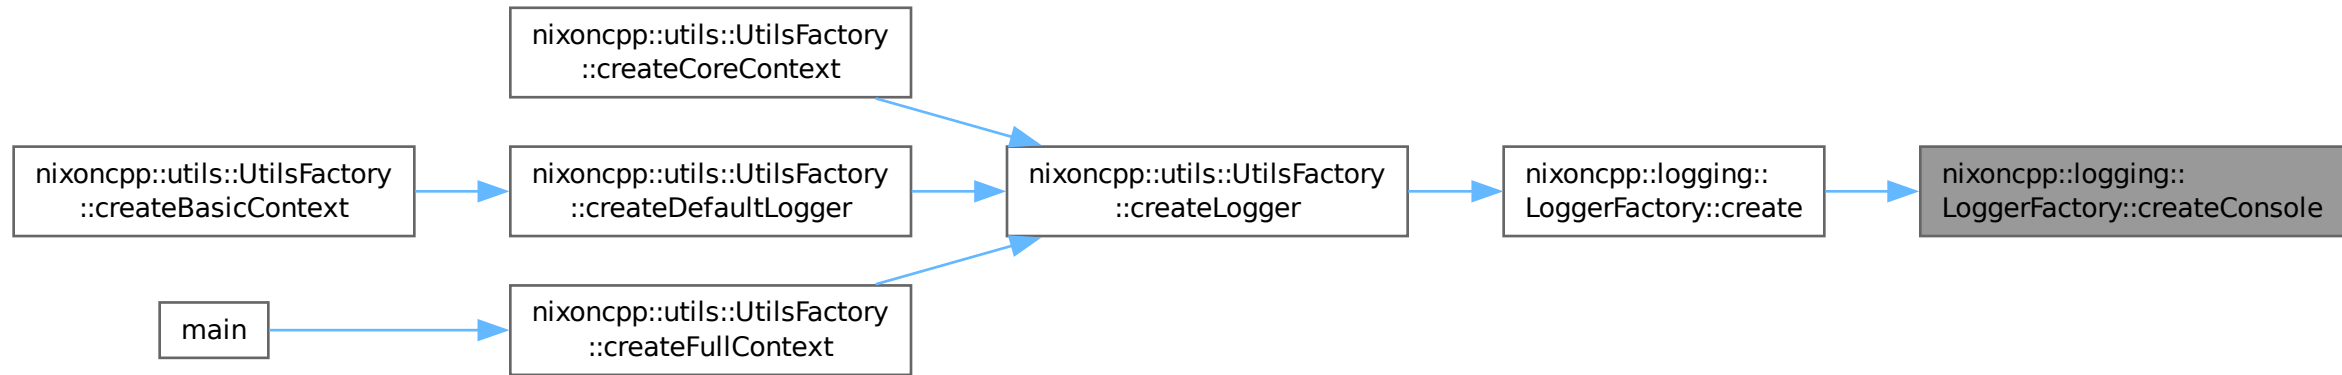 nixoncpp::utils::UtilsFactory
::createCoreContext
nixoncpp::utils::UtilsFactory
::createBasicContext
nixoncpp::utils::UtilsFactory
::createDefaultLogger
nixoncpp::utils::UtilsFactory
::createLogger
nixoncpp::logging::
LoggerFactory::create
nixoncpp::logging::
LoggerFactory::createConsole
main
nixoncpp::utils::UtilsFactory
::createFullContext